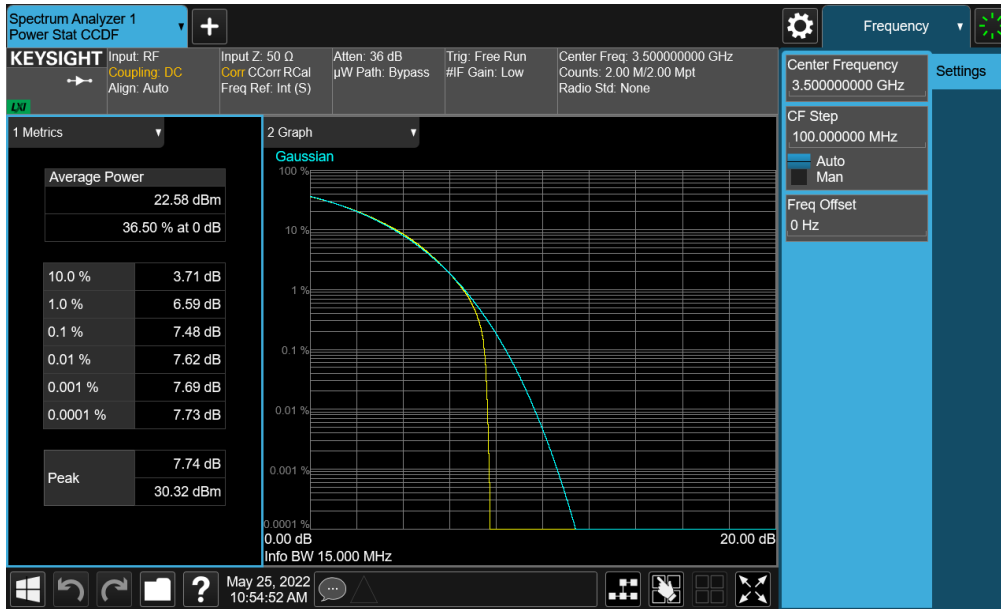 Spectrum Analyzer 1
Power Stat CCDF
Frequency
KEYSIGHT
LXI
Input: RF
Coupling: DC
Align: Auto
Input Z: 50 Ω
Corr CCorr RCal
Freq Ref: Int (S)
Atten: 36 dB
µW Path: Bypass
Trig: Free Run
#IF Gain: Low
Center Freq: 3.500000000 GHz
Counts: 2.00 M/2.00 Mpt
Radio Std: None
Center Frequency
3.500000000 GHz
Settings
CF Step
100.000000 MHz
Auto
Man
Freq Offset
0 Hz
1 Metrics
Average Power
22.58 dBm
36.50 % at 0 dB
10.0 % 3.71 dB
1.0 % 6.59 dB
0.1 % 7.48 dB
0.01 % 7.62 dB
0.001 % 7.69 dB
0.0001 % 7.73 dB
Peak
7.74 dB
30.32 dBm
2 Graph
Gaussian
100 %
10 %
1 %
0.1 %
0.01 %
0.001 %
0.0001 %
0.00 dB 20.00 dB
Info BW 15.000 MHz
May 25, 2022
10:54:52 AM